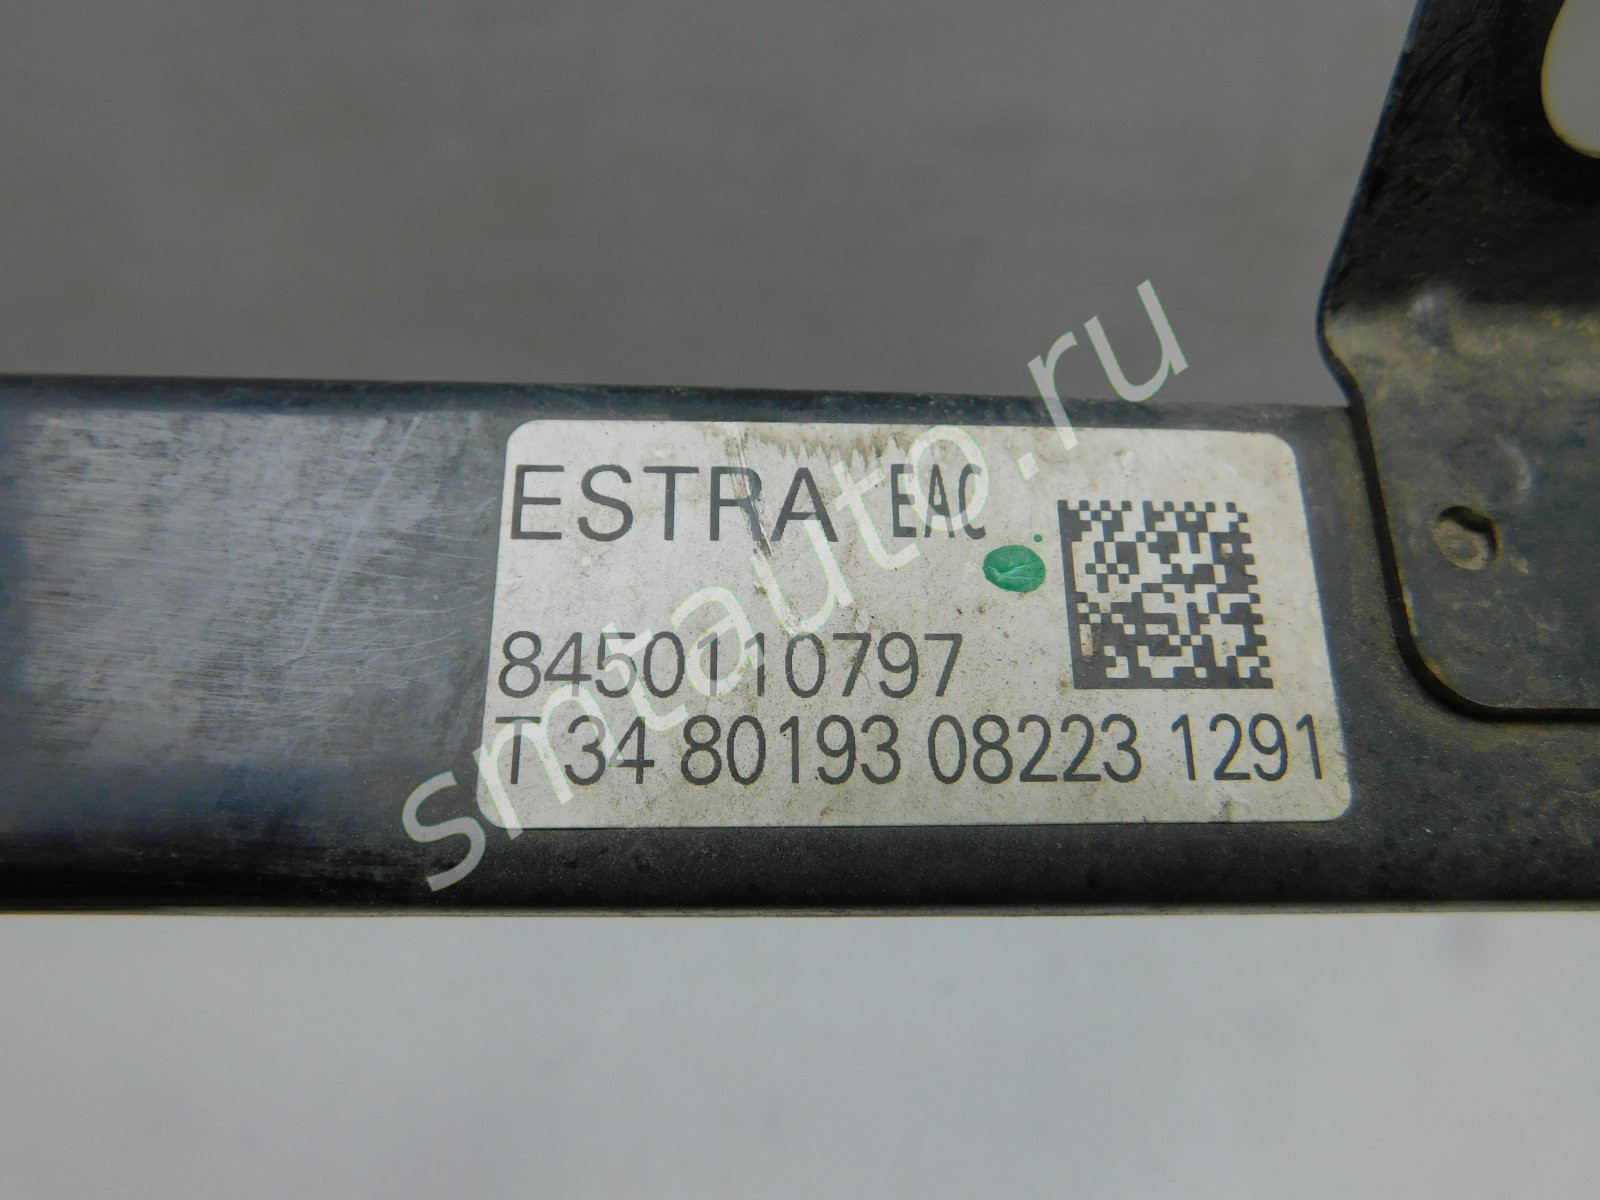 ESTRA EAC
8450110797
T 34 80193 08223 1291
smtauto.ru